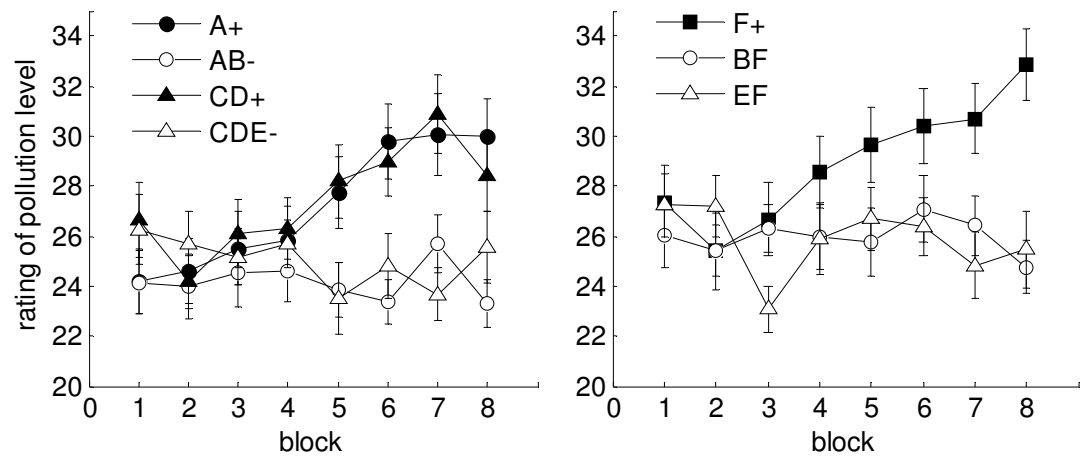 rating of pollution level
34
32
30
28
26
24
22
20
A+
AB-
CD+
CDE-
0 1 2 3 4 5 6 7 8
block
34
32
30
28
26
24
22
20
F+
BF
EF
0 1 2 3 4 5 6 7 8
block